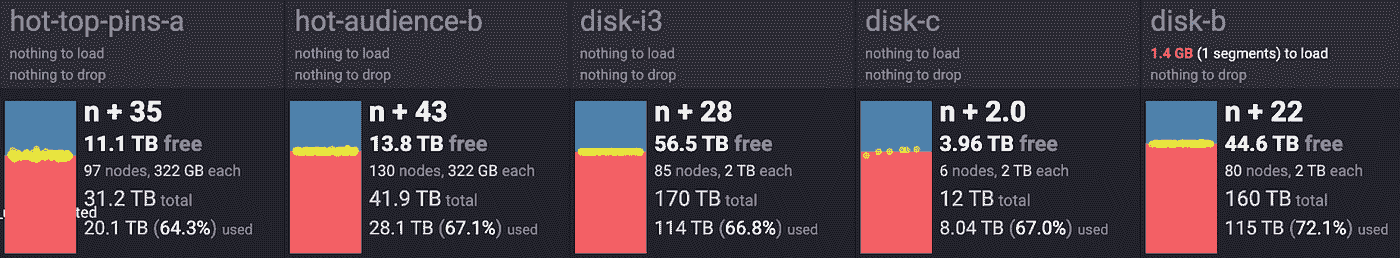 hot-top-pins-a
nothing to load
nothing to drop
n + 35
11.1 TB free
97 nodes, 322 GB each
31.2 TB total
20.1 TB (64.3%) used
hot-audience-b
nothing to load
nothing to drop
n + 43
13.8 TB free
130 nodes, 322 GB each
41.9 TB total
28.1 TB (67.1%) used
disk-i3
nothing to load
nothing to drop
n + 28
56.5 TB free
85 nodes, 2 TB each
170 TB total
114 TB (66.8%) used
disk-c
nothing to load
nothing to drop
n + 2.0
3.96 TB free
6 nodes, 2 TB each
12 TB total
8.04 TB (67.0%) used
disk-b
1.4 GB (1 segments) to load
nothing to drop
n + 22
44.6 TB free
80 nodes, 2 TB each
160 TB total
115 TB (72.1%) used